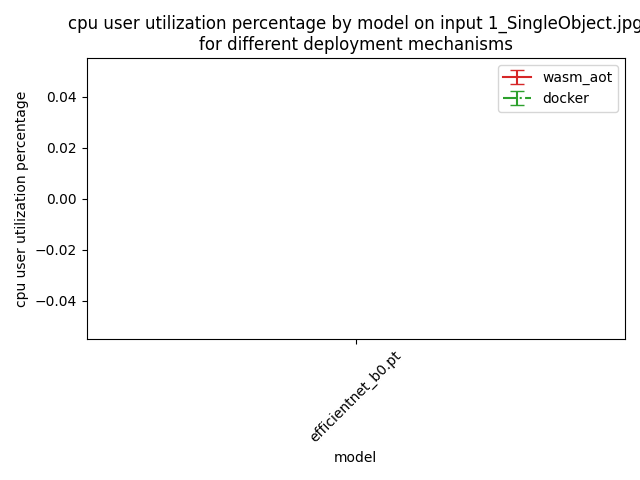 cpu user utilization percentage by model on input 1_SingleObject.jpg
for different deployment mechanisms
wasm_aot
docker
cpu user utilization percentage
0.04
0.02
0.00
−0.02
−0.04
efficientnet_b0.pt
model